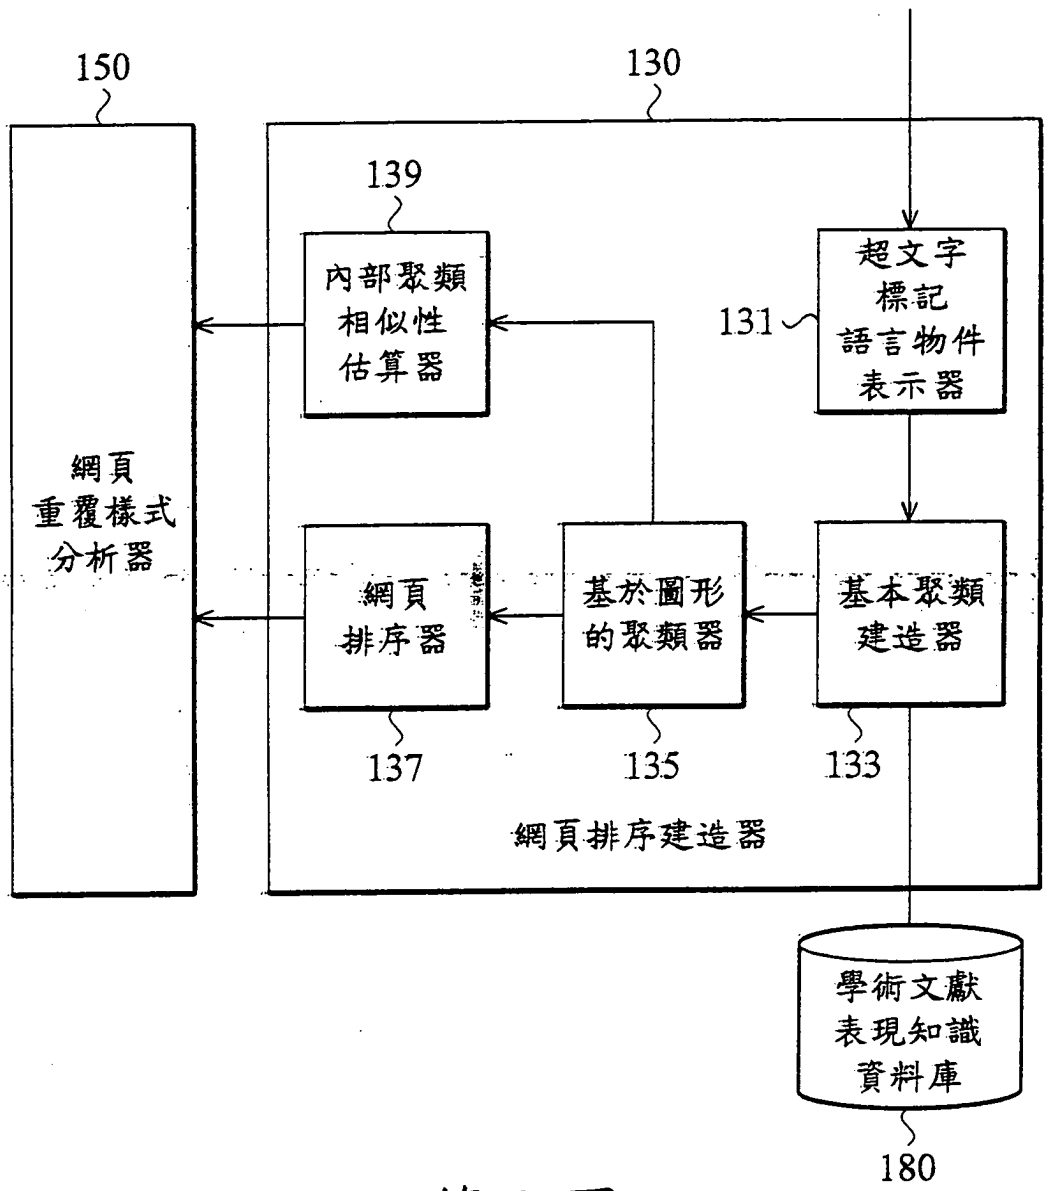 150
130
139
內部聚類
相似性
估算器
131
超文字
標記
語言物件
表示器
網頁
重覆樣式
分析器
網頁
排序器
基於圖形
的聚類器
基本聚類
建造器
137
135
133
網頁排序建造器
學術文獻
表現知識
資料庫
180